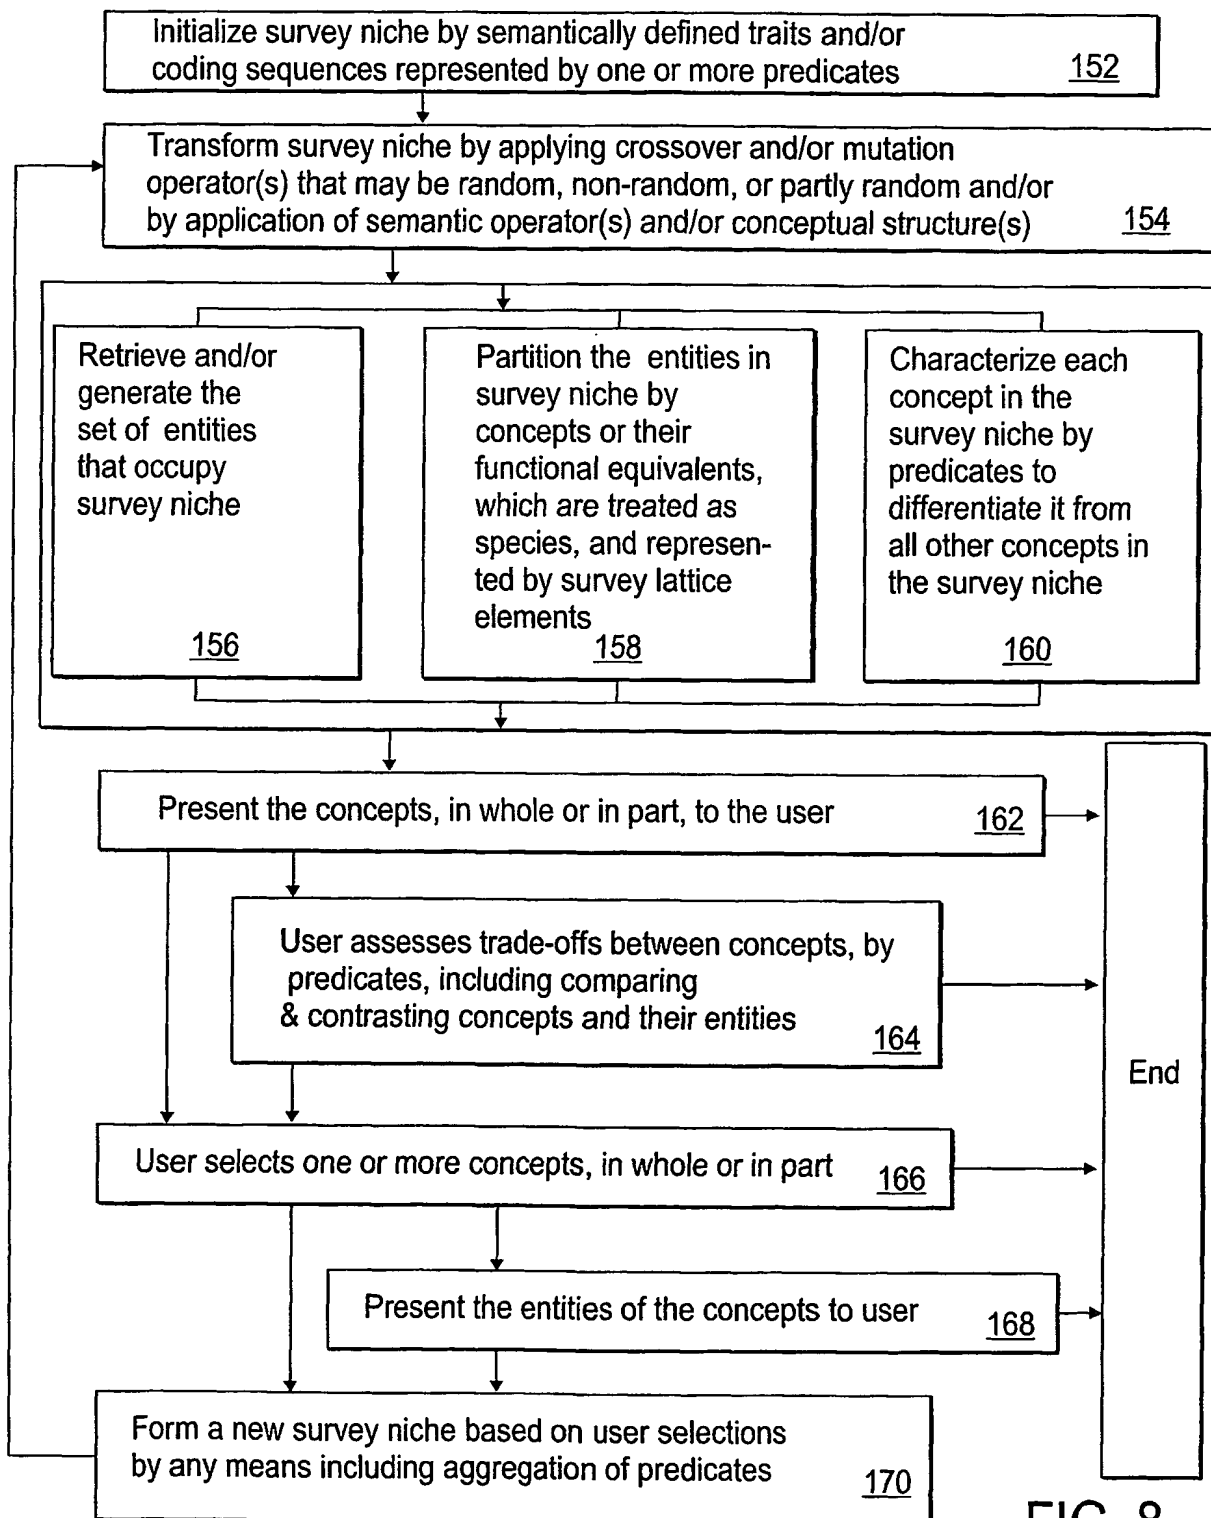 Initialize survey niche by semantically defined traits and/or
coding sequences represented by one or more predicates
152
Transform survey niche by applying crossover and/or mutation
operator(s) that may be random, non-random, or partly random and/or
by application of semantic operator(s) and/or conceptual structure(s)
154
Retrieve and/or
generate the
set of entities
that occupy
survey niche
156
Partition the entities in
survey niche by
concepts or their
functional equivalents,
which are treated as
species, and represen-
ted by survey lattice
elements
158
Characterize each
concept in the
survey niche by
predicates to
differentiate it from
all other concepts in
the survey niche
160
Present the concepts, in whole or in part, to the user
162
User assesses trade-offs between concepts, by
predicates, including comparing
& contrasting concepts and their entities
164
User selects one or more concepts, in whole or in part
166
Present the entities of the concepts to user
168
Form a new survey niche based on user selections
by any means including aggregation of predicates
170
End
FIG. 8